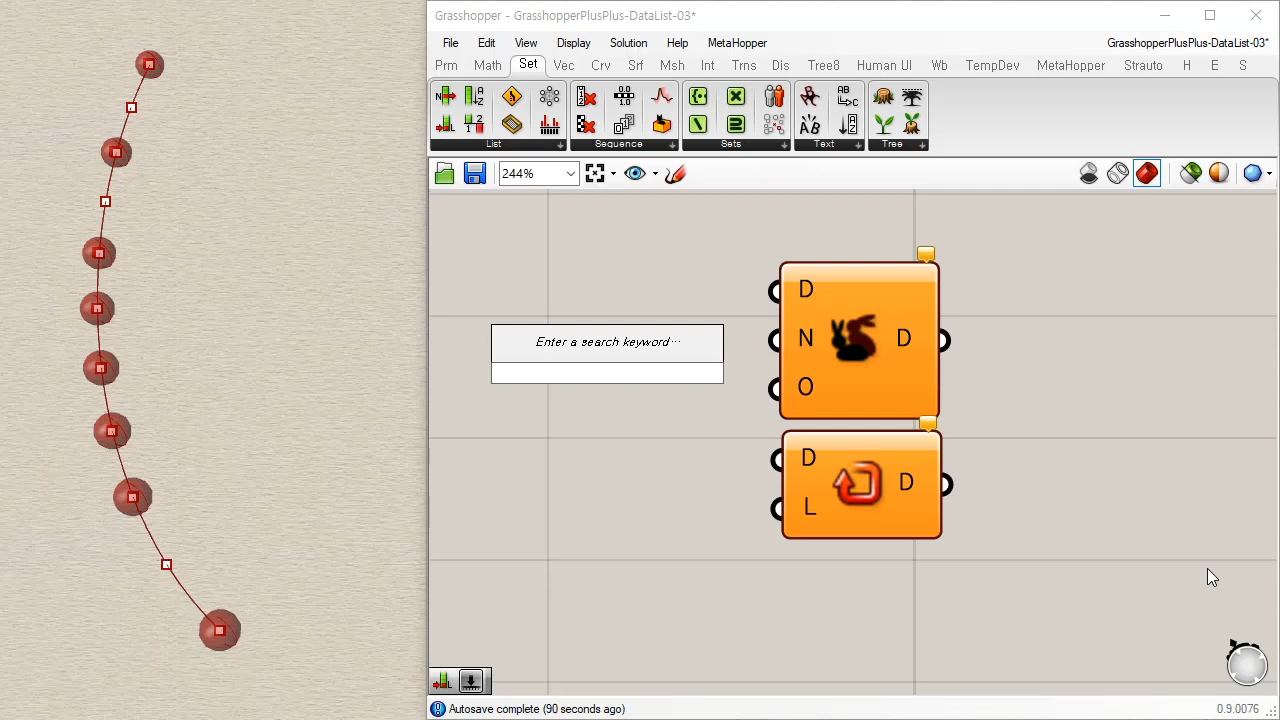 Grasshopper - GrasshopperPlusPlus-DataList-03*
File Edit View Display Solution Help MetaHopper
GrasshopperPlusPlus-DataList-03*
Prm Math Set Vec Crv Srf Msh Int Trns Dis Tree8 Human UI Wb TempDev MetaHopper Strauto H E S
List Sequence Sets Text Tree
244%
D
N D
O
Enter a search keyword...
D
D
L
Autosave complete (90 seconds ago)
0.9.0076